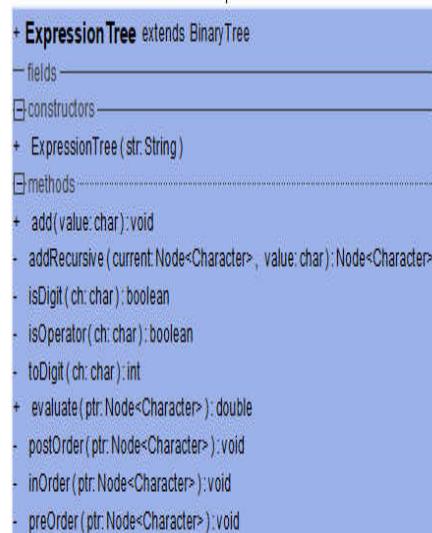 + ExpressionTree extends BinaryTree
fields
constructors
+ ExpressionTree(str:String)
methods
+ add(value:char):void
- addRecursive(current:Node<Character>, value:char):Node<Character>
- isDigit(ch:char):boolean
- isOperator(ch:char):boolean
- toDigit(ch:char):int
+ evaluate(ptr:Node<Character>):double
- postOrder(ptr:Node<Character>):void
- inOrder(ptr:Node<Character>):void
- preOrder(ptr:Node<Character>):void